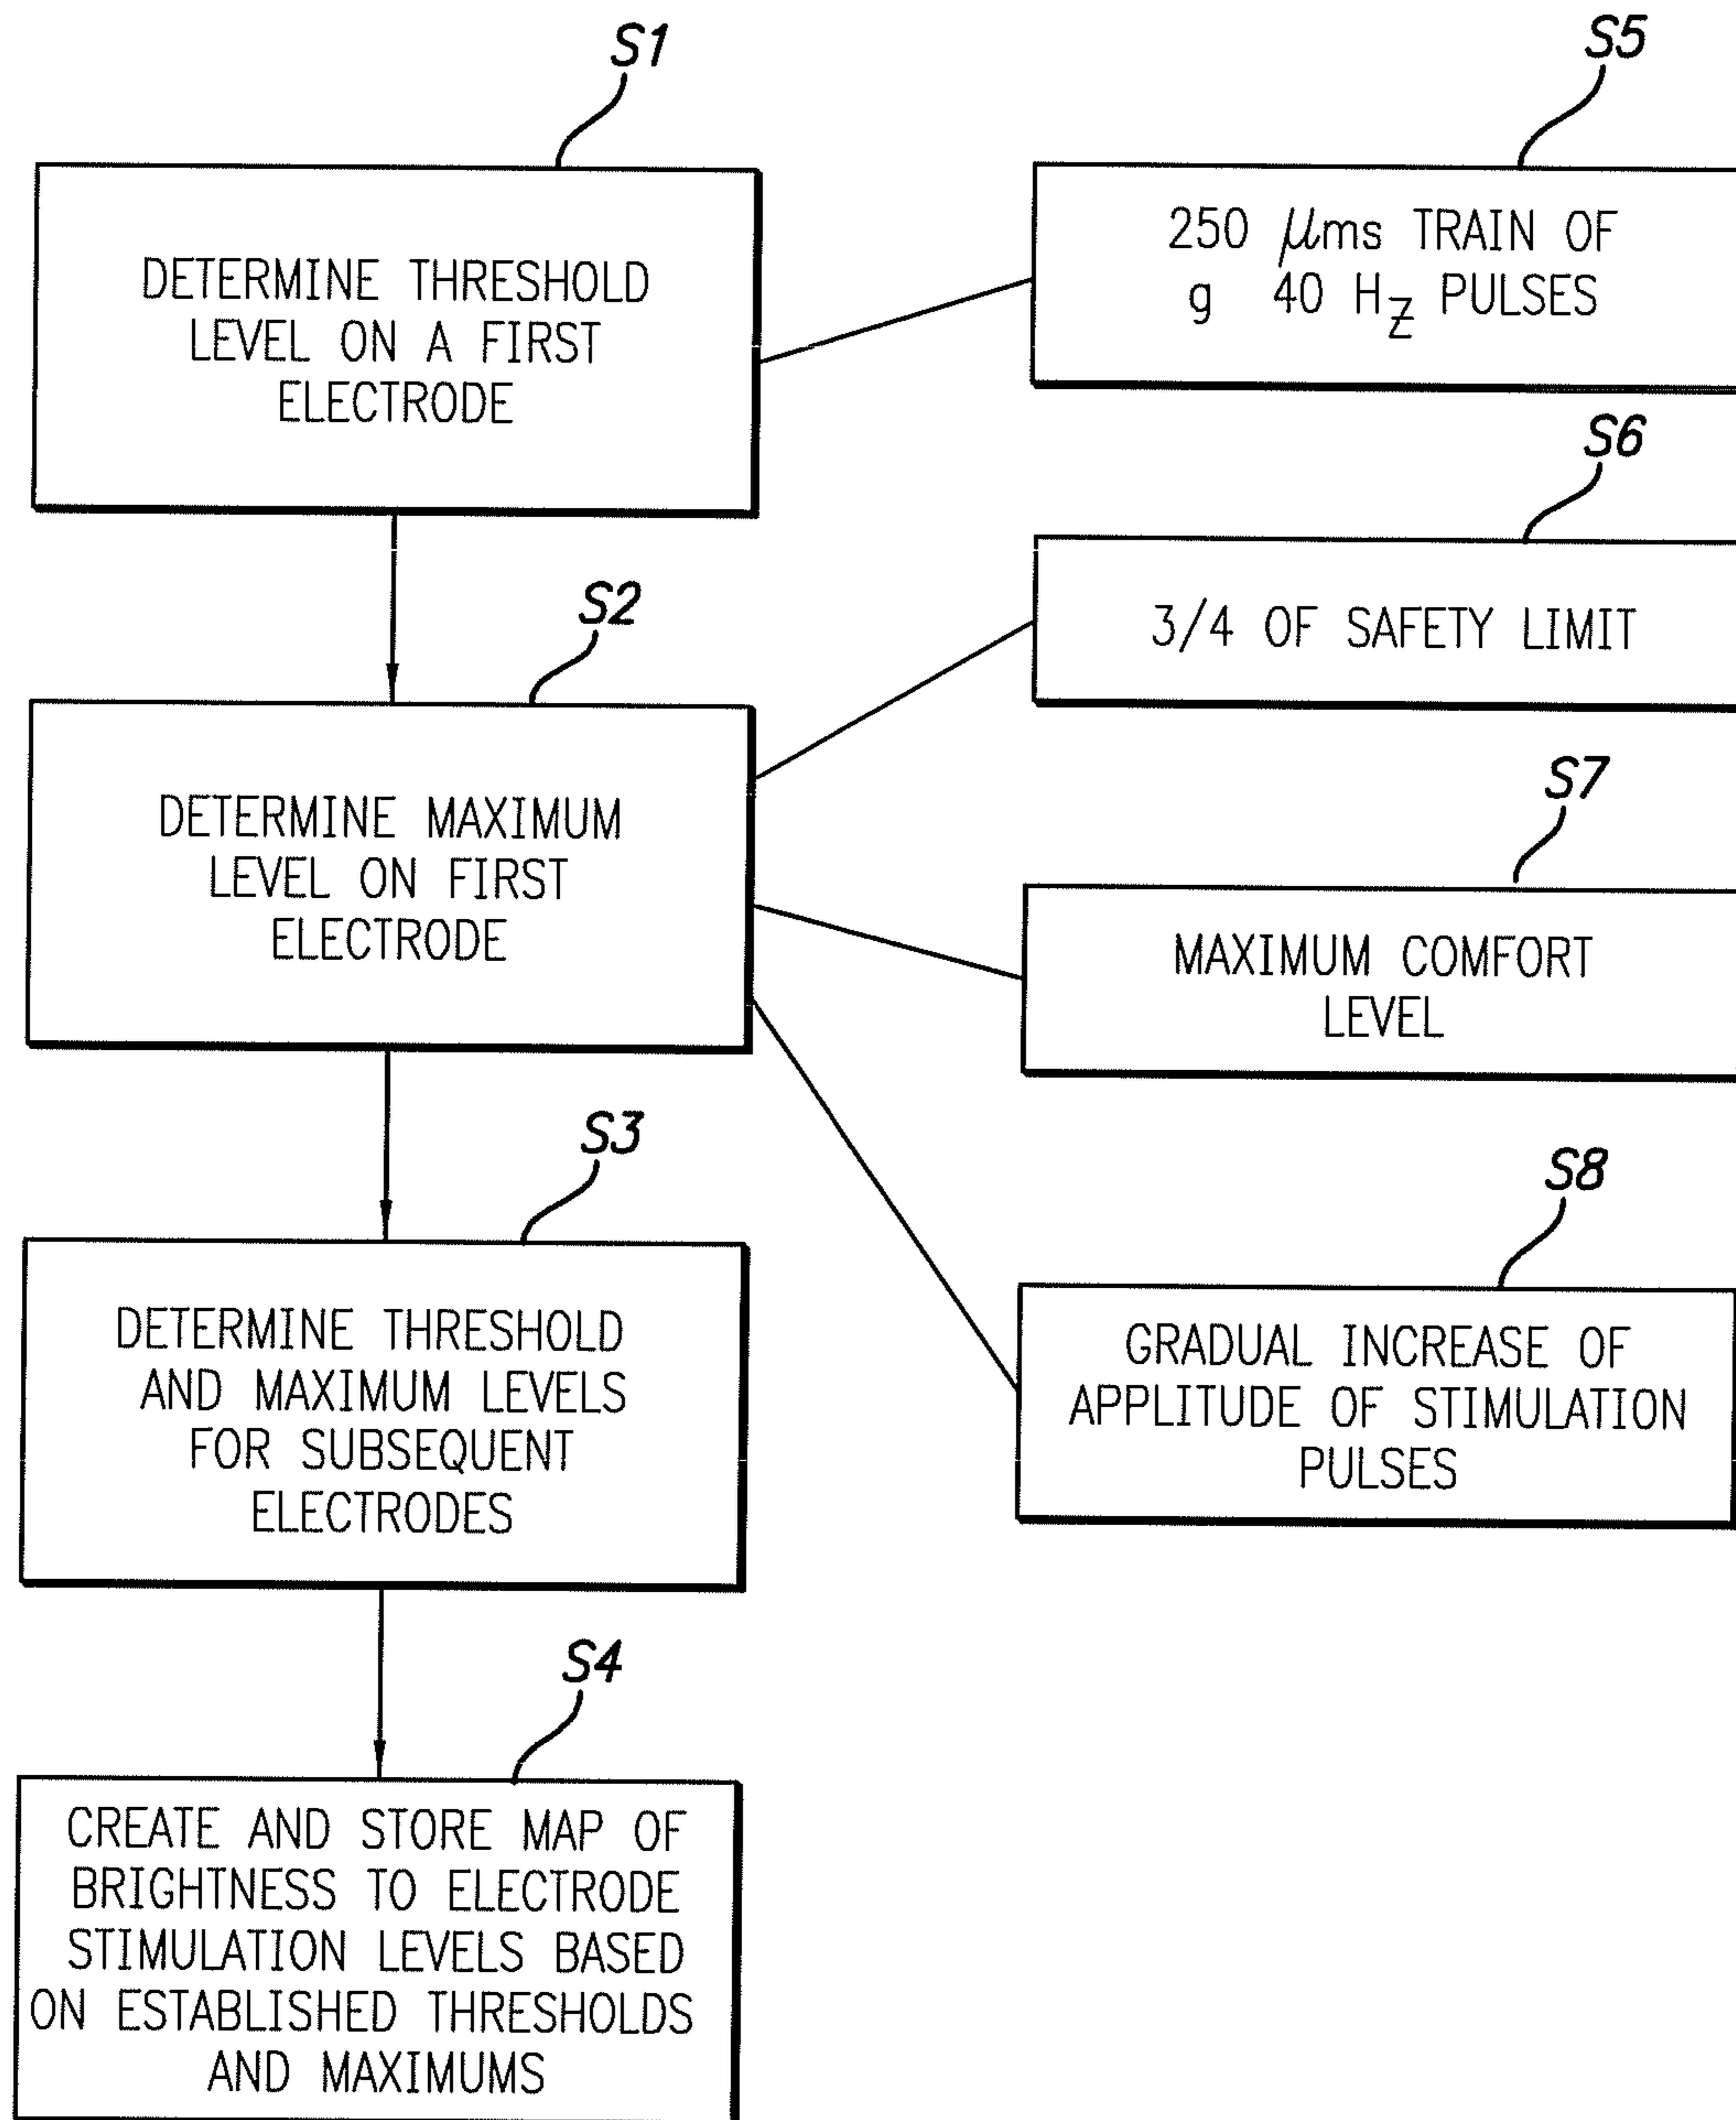 S1
DETERMINE THRESHOLD
LEVEL ON A FIRST
ELECTRODE
S5
250 μms TRAIN OF
g 40 HZ PULSES
S2
DETERMINE MAXIMUM
LEVEL ON FIRST
ELECTRODE
S6
3/4 OF SAFETY LIMIT
S7
MAXIMUM COMFORT
LEVEL
S8
GRADUAL INCREASE OF
APPLITUDE OF STIMULATION
PULSES
S3
DETERMINE THRESHOLD
AND MAXIMUM LEVELS
FOR SUBSEQUENT
ELECTRODES
S4
CREATE AND STORE MAP OF
BRIGHTNESS TO ELECTRODE
STIMULATION LEVELS BASED
ON ESTABLISHED THRESHOLDS
AND MAXIMUMS